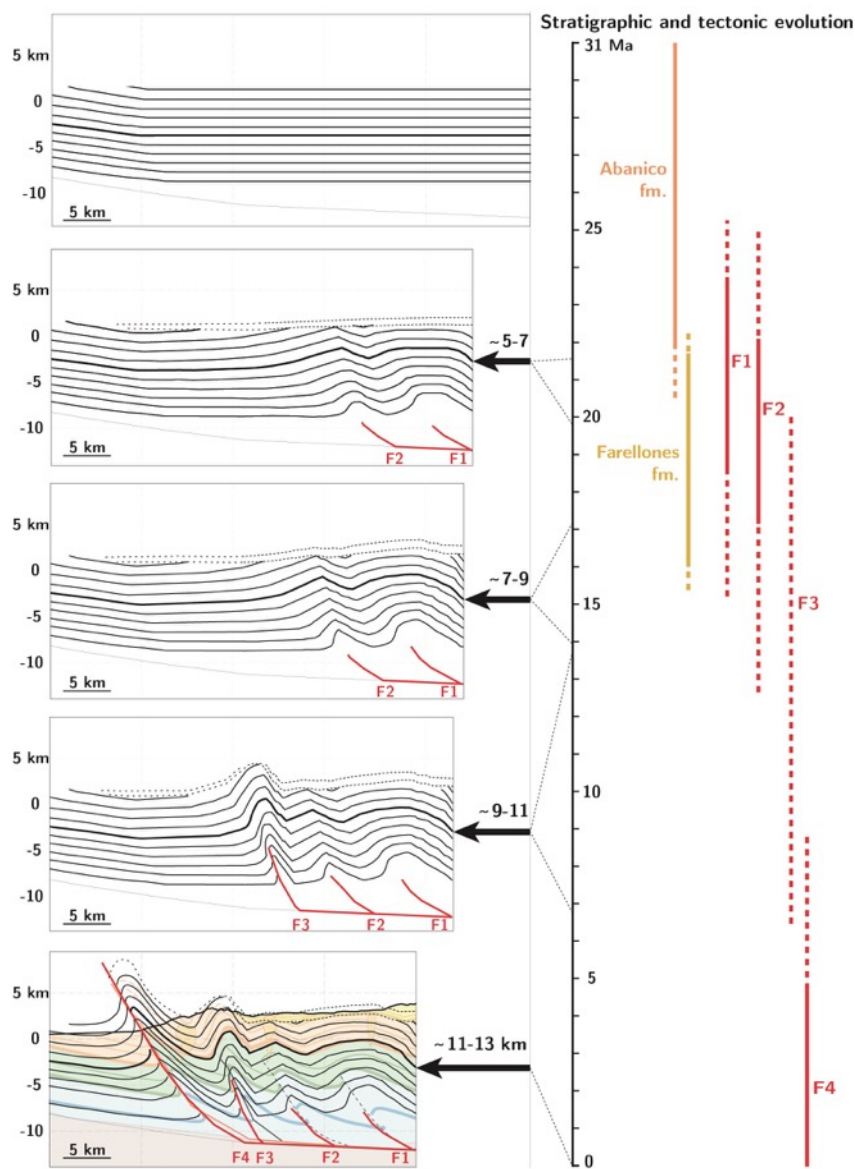 Stratigraphic and tectonic evolution
31 Ma
5 km
0
-5
-10
5 km
Abanico
fm.
25
5 km
0
-5
-10
5 km
~5-7
F2
F1
F1
F2
20
Farellones
fm.
5 km
0
-5
-10
5 km
~7-9
F2
F1
15
F3
5 km
0
-5
-10
5 km
~9-11
F3
F2
F1
10
5
5 km
0
-5
-10
5 km
~11-13 km
F4
F3
F2
F1
F4
0